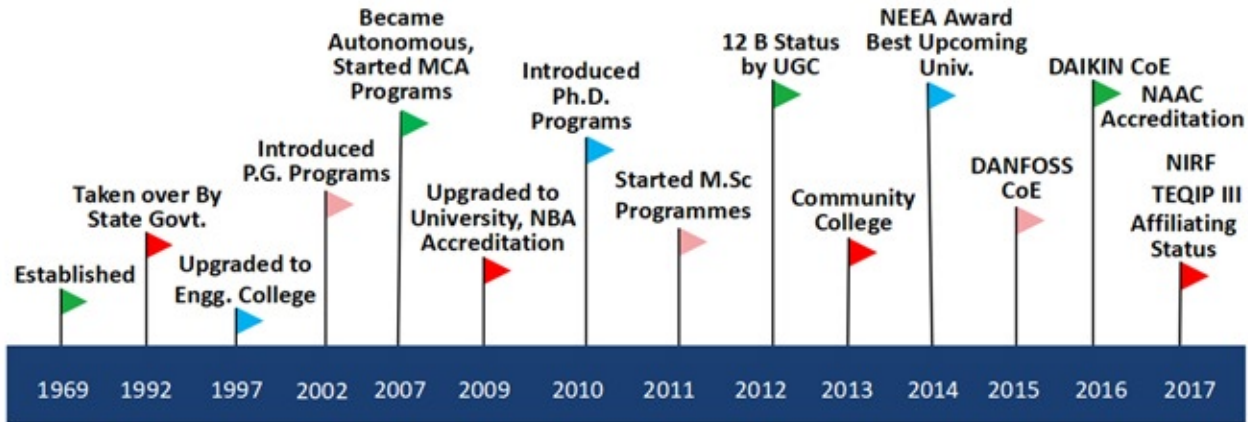 Established
Taken over By
State Govt.
Upgraded to
Engg. College
Introduced
P.G. Programs
Became
Autonomous,
Started MCA
Programs
Upgraded to
University, NBA
Accreditation
Introduced
Ph.D.
Programs
Started M.Sc
Programmes
12 B Status
by UGC
Community
College
NEEA Award
Best Upcoming
Univ.
DANFOSS
CoE
DAIKIN CoE
NAAC
Accreditation
NIRF
TEQIP III
Affiliating
Status
1969 1992 1997 2002 2007 2009 2010 2011 2012 2013 2014 2015 2016 2017